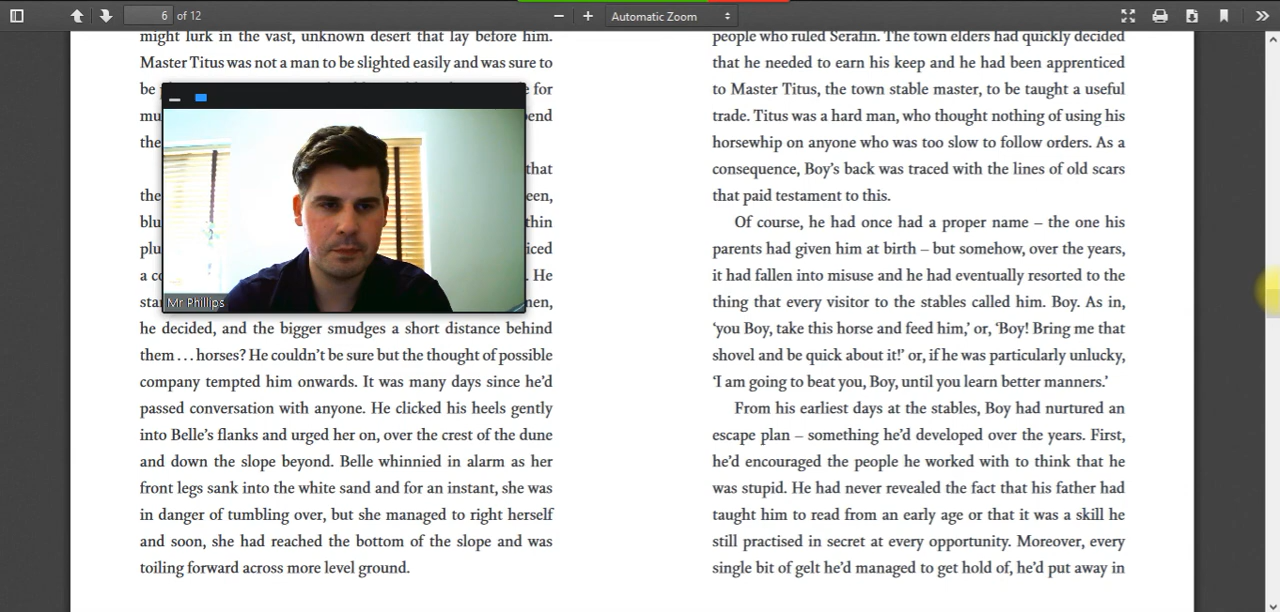 6 of 12
Automatic Zoom
might lurk in the vast, unknown desert that lay before him.
Master Titus was not a man to be slighted easily and was sure to
be
for
mu
pend
the
that
the
een,
blu
thin
plu
iced
a co
. He
sta
men,
Mr Phillips
he decided, and the bigger smudges a short distance behind
them . . . horses? He couldn’t be sure but the thought of possible
company tempted him onwards. It was many days since he’d
passed conversation with anyone. He clicked his heels gently
into Belle’s flanks and urged her on, over the crest of the dune
and down the slope beyond. Belle whinnied in alarm as her
front legs sank into the white sand and for an instant, she was
in danger of tumbling over, but she managed to right herself
and soon, she had reached the bottom of the slope and was
toiling forward across more level ground.
people who ruled Serafin. The town elders had quickly decided
that he needed to earn his keep and he had been apprenticed
to Master Titus, the town stable master, to be taught a useful
trade. Titus was a hard man, who thought nothing of using his
horsewhip on anyone who was too slow to follow orders. As a
consequence, Boy’s back was traced with the lines of old scars
that paid testament to this.
Of course, he had once had a proper name – the one his
parents had given him at birth – but somehow, over the years,
it had fallen into misuse and he had eventually resorted to the
thing that every visitor to the stables called him. Boy. As in,
‘you Boy, take this horse and feed him,’ or, ‘Boy! Bring me that
shovel and be quick about it!’ or, if he was particularly unlucky,
‘I am going to beat you, Boy, until you learn better manners.’
From his earliest days at the stables, Boy had nurtured an
escape plan – something he’d developed over the years. First,
he’d encouraged the people he worked with to think that he
was stupid. He had never revealed the fact that his father had
taught him to read from an early age or that it was a skill he
still practised in secret at every opportunity. Moreover, every
single bit of gelt he’d managed to get hold of, he’d put away in